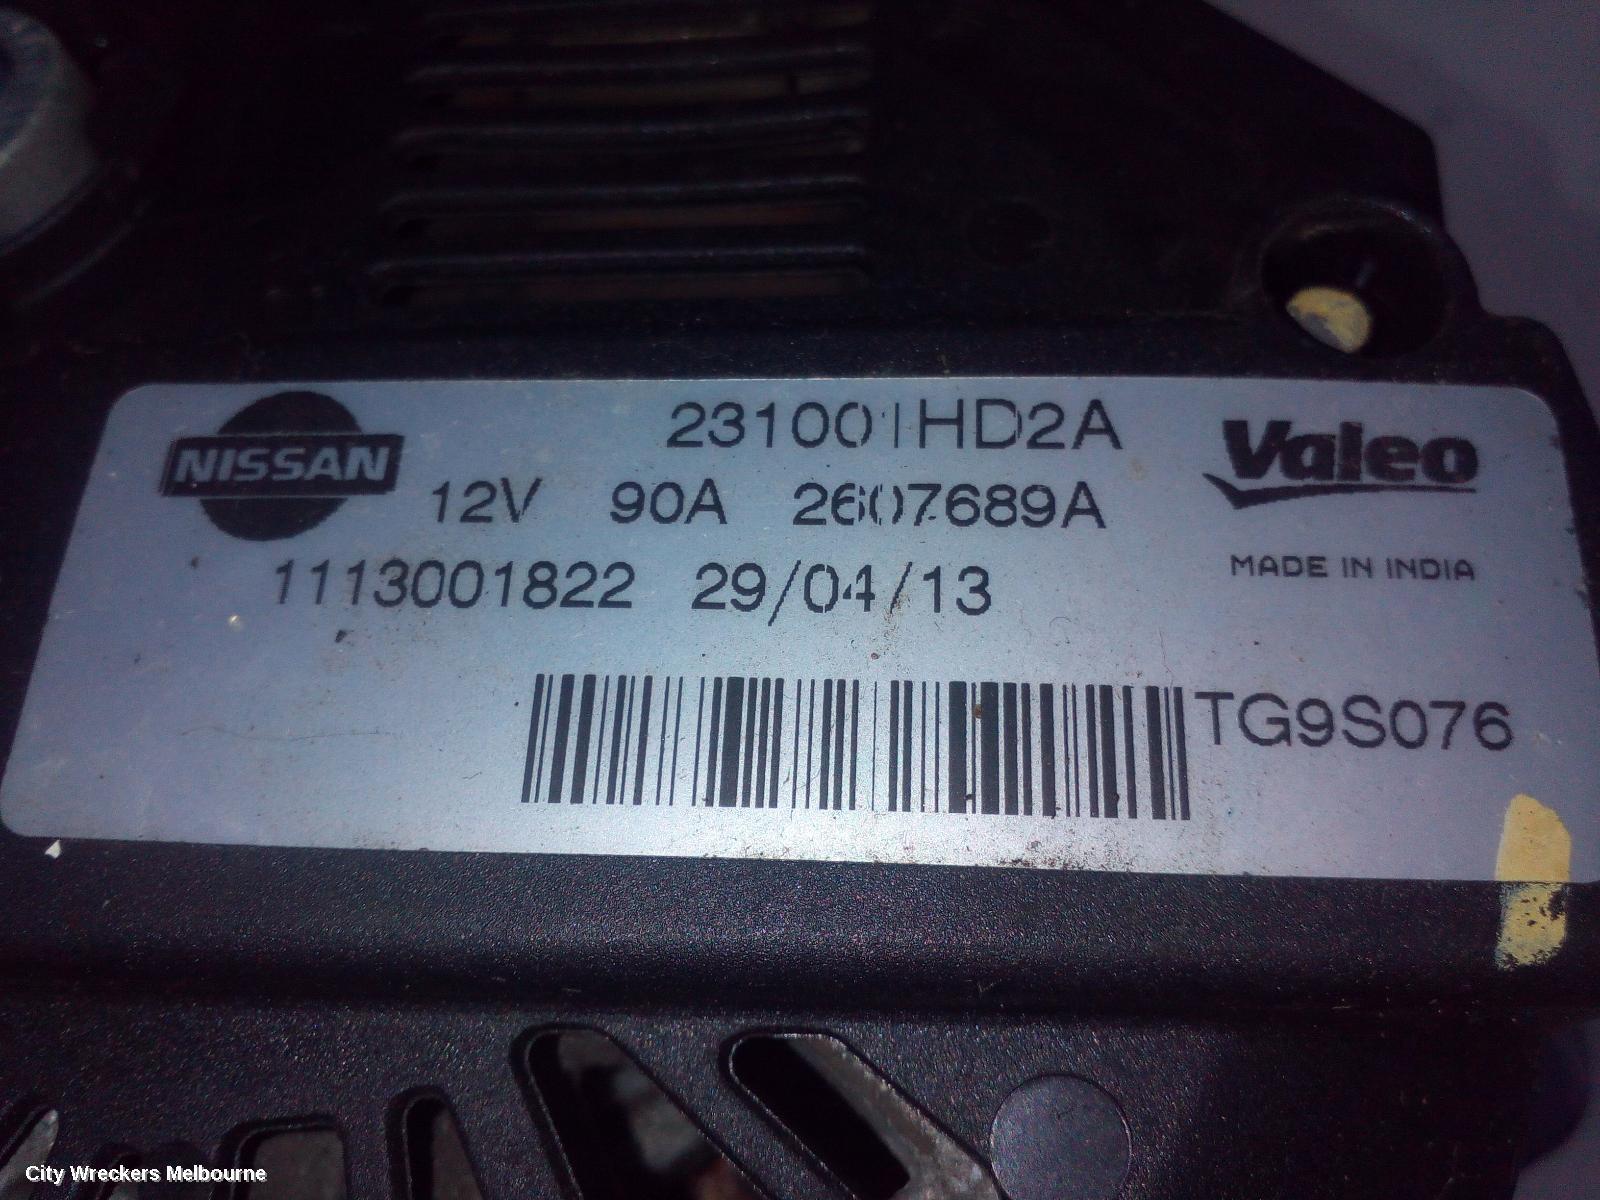 NISSAN
231001HD2A
Valeo
12V 90A 2607689A
MADE IN INDIA
1113001822 29/04/13
TG9S076
City Wreckers Melbourne